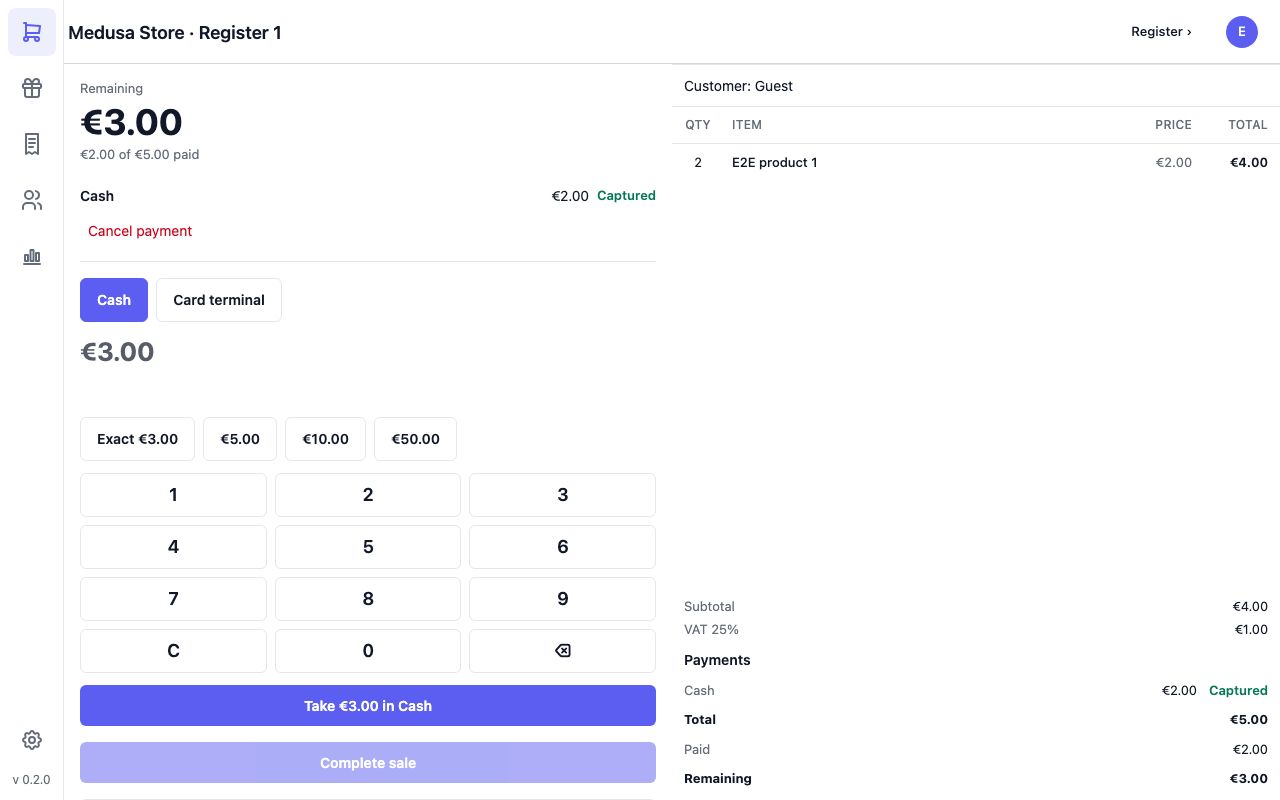 Medusa Store · Register 1
Register ›
E
Remaining
€3.00
€2.00 of €5.00 paid
Cash €2.00 Captured
Cancel payment
Cash Card terminal
€3.00
Exact €3.00 €5.00 €10.00 €50.00
1 2 3
4 5 6
7 8 9
C 0
Take €3.00 in Cash
Complete sale
Customer: Guest
QTY ITEM PRICE TOTAL
2 E2E product 1 €2.00 €4.00
Subtotal €4.00
VAT 25% €1.00
Payments
Cash €2.00 Captured
Total €5.00
Paid €2.00
Remaining €3.00
v 0.2.0